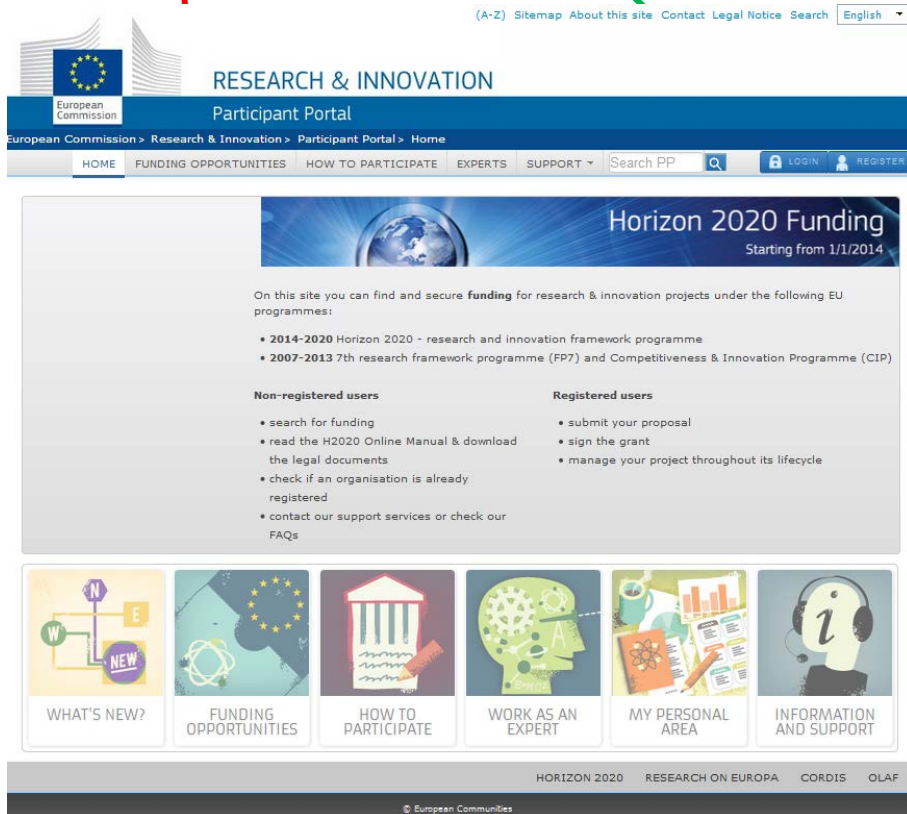 (A-Z) Sitemap About this site Contact Legal Notice Search English
European
Commission
RESEARCH & INNOVATION
Participant Portal
European Commission > Research & Innovation > Participant Portal > Home
HOME FUNDING OPPORTUNITIES HOW TO PARTICIPATE EXPERTS SUPPORT Search PP LOGIN REGISTER
Horizon 2020 Funding
Starting from 1/1/2014
On this site you can find and secure funding for research & innovation projects under the following EU
programmes:
• 2014-2020 Horizon 2020 - research and innovation framework programme
• 2007-2013 7th research framework programme (FP7) and Competitiveness & Innovation Programme (CIP)
Non-registered users
• search for funding
• read the H2020 Online Manual & download
the legal documents
• check if an organisation is already
registered
• contact our support services or check our
FAQs
Registered users
• submit your proposal
• sign the grant
• manage your project throughout its lifecycle
N
E
W
NEW
A
E=MC2
i
WHAT'S NEW?
FUNDING
OPPORTUNITIES
HOW TO
PARTICIPATE
WORK AS AN
EXPERT
MY PERSONAL
AREA
INFORMATION
AND SUPPORT
HORIZON 2020 RESEARCH ON EUROPA CORDIS OLAF
© European Communities